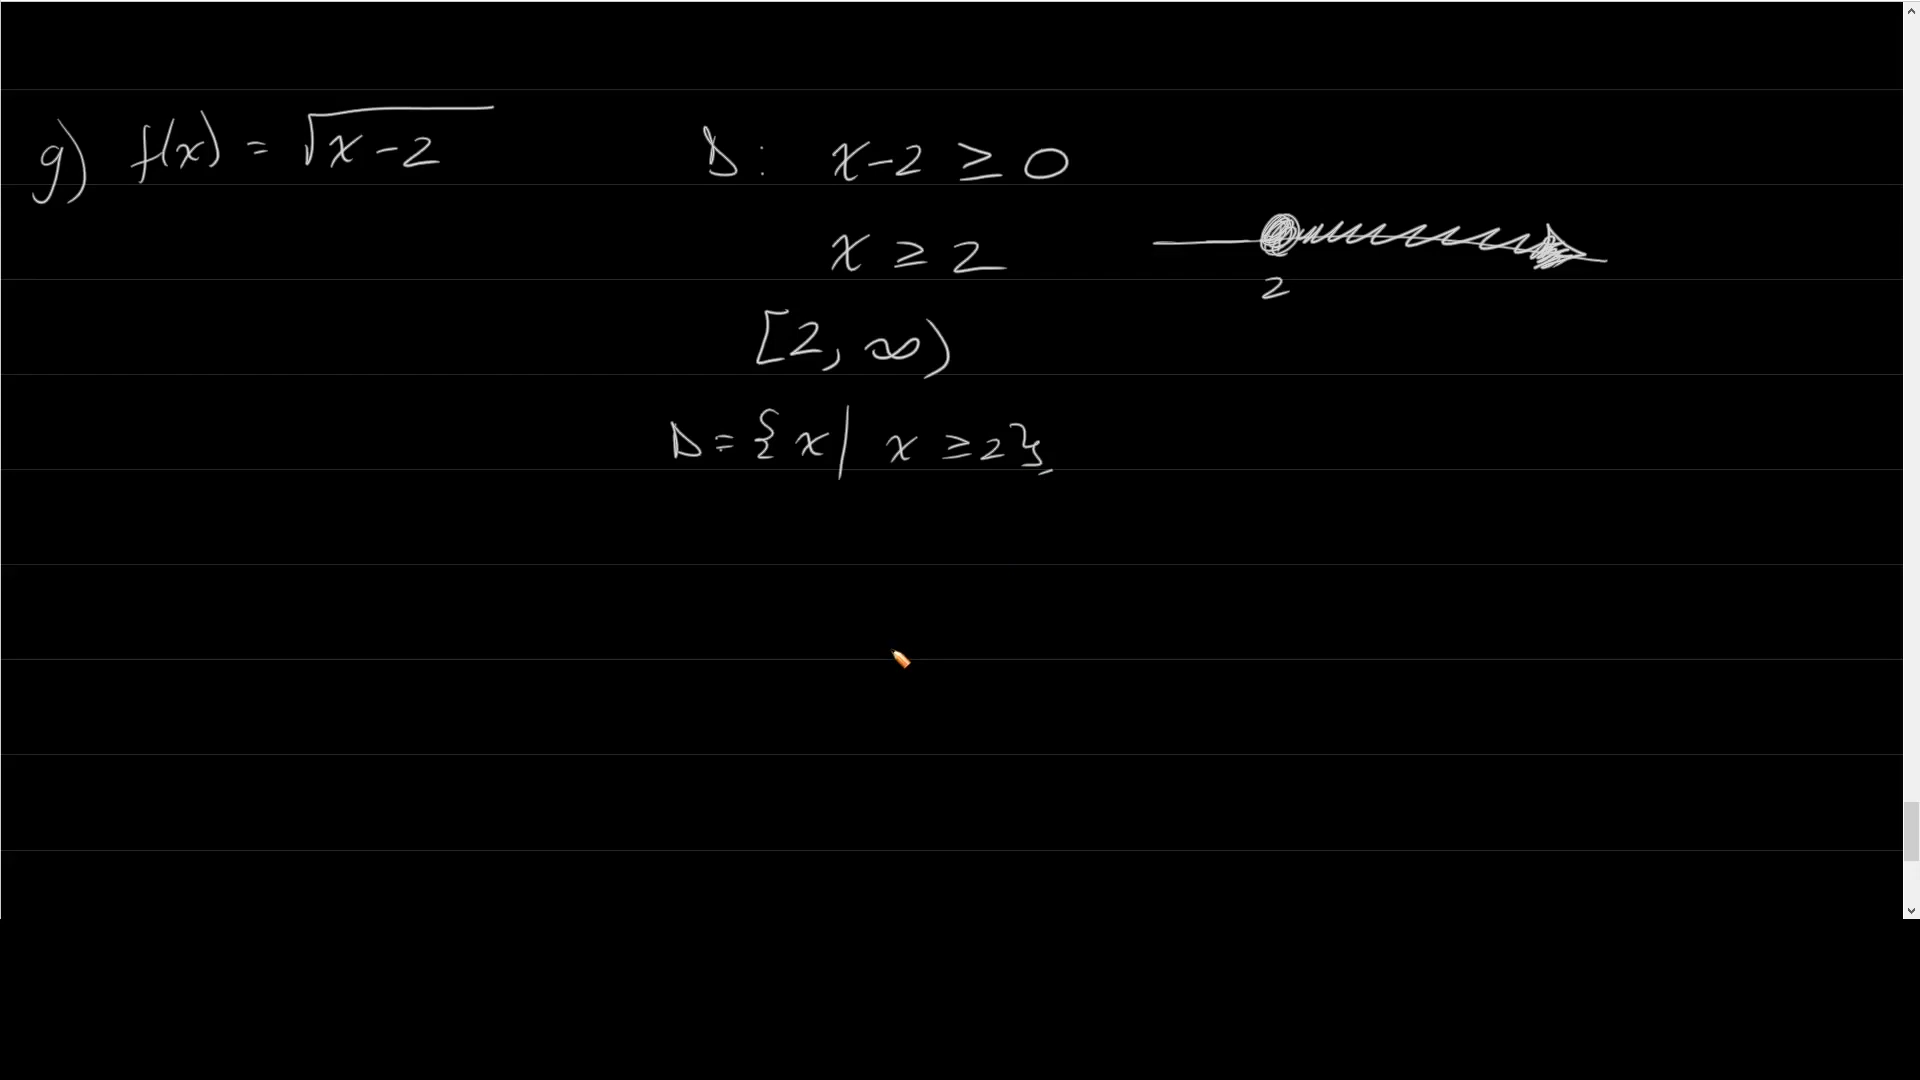 g) f(x) = √(x-2) D: x-2 ≥ 0
x ≥ 2
2
[2, ∞)
D = { x | x ≥ 2 }